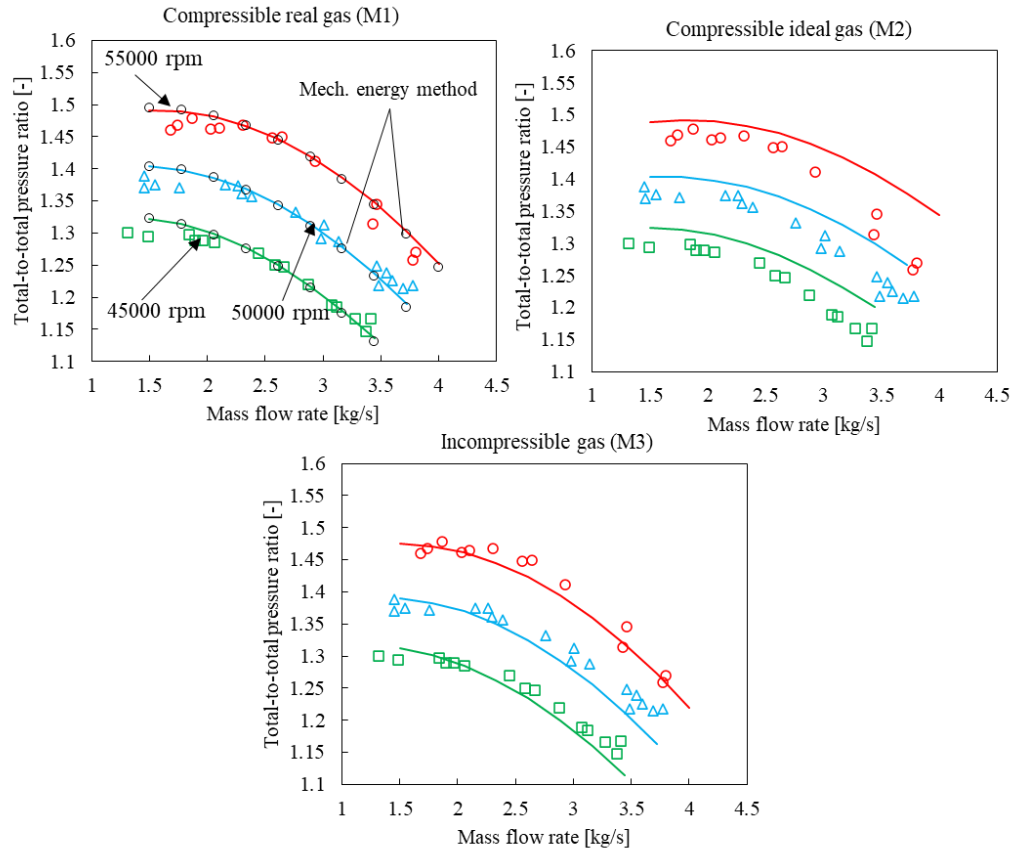 Compressible real gas (M1)
Total-to-total pressure ratio [-]
1.6
1.55
1.5
1.45
1.4
1.35
1.3
1.25
1.2
1.15
1.1
55000 rpm
Mech. energy method
45000 rpm
50000 rpm
1 1.5 2 2.5 3 3.5 4 4.5
Mass flow rate [kg/s]
Compressible ideal gas (M2)
Total-to-total pressure ratio [-]
1.6
1.55
1.5
1.45
1.4
1.35
1.3
1.25
1.2
1.15
1.1
1 1.5 2 2.5 3 3.5 4 4.5
Mass flow rate [kg/s]
Incompressible gas (M3)
Total-to-total pressure ratio [-]
1.6
1.55
1.5
1.45
1.4
1.35
1.3
1.25
1.2
1.15
1.1
1 1.5 2 2.5 3 3.5 4 4.5
Mass flow rate [kg/s]